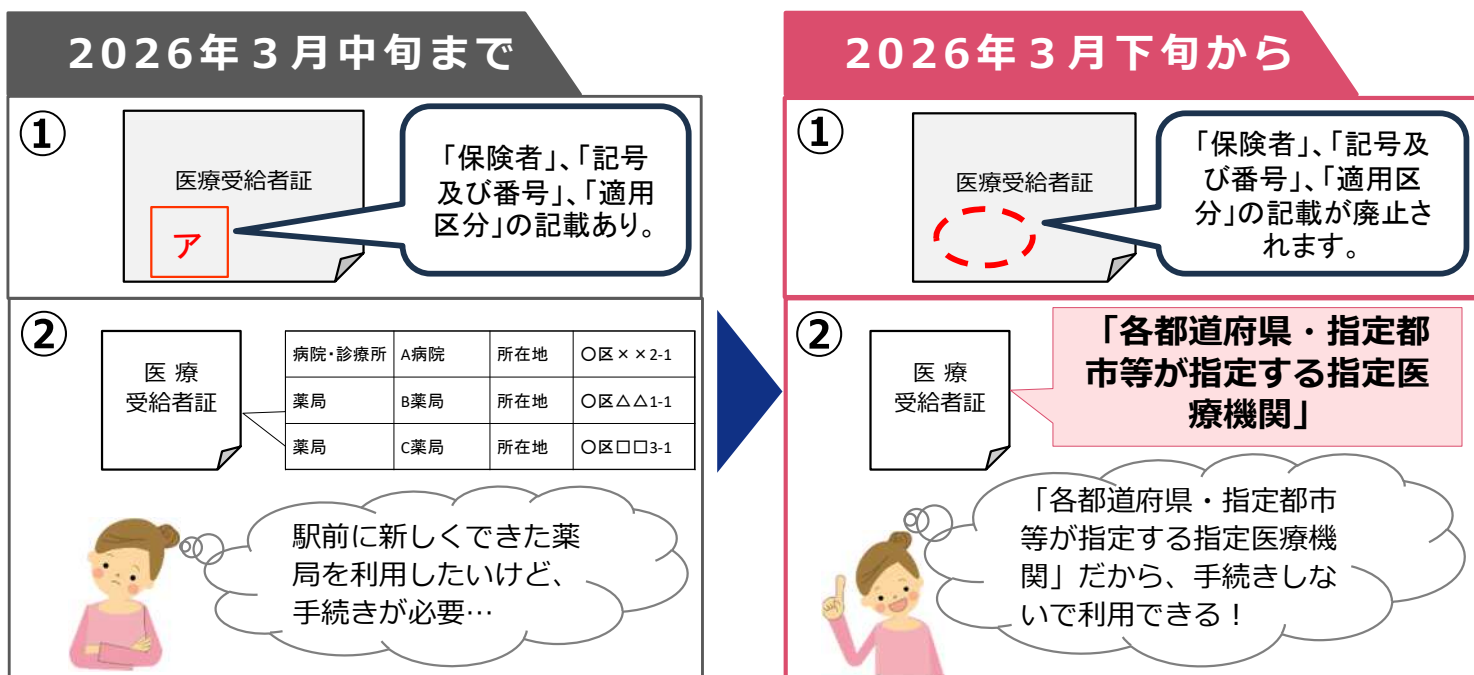 2026年３月中旬まで
①
医療受給者証
ア
「保険者」、「記号
及び番号」、「適用
区分」の記載あり。
②
医 療
受給者証
病院・診療所 A病院 所在地 〇区××2-1
薬局 B薬局 所在地 〇区△△1-1
薬局 C薬局 所在地 〇区□□3-1
駅前に新しくできた薬
局を利用したいけど、
手続きが必要…
2026年３月下旬から
①
医療受給者証
「保険者」、「記号及
び番号」、「適用区
分」の記載が廃止さ
れます。
②
医 療
受給者証
「各都道府県・指定都
市等が指定する指定医
療機関」
「各都道府県・指定都市
等が指定する指定医療機
関」だから、手続きしな
いで利用できる！